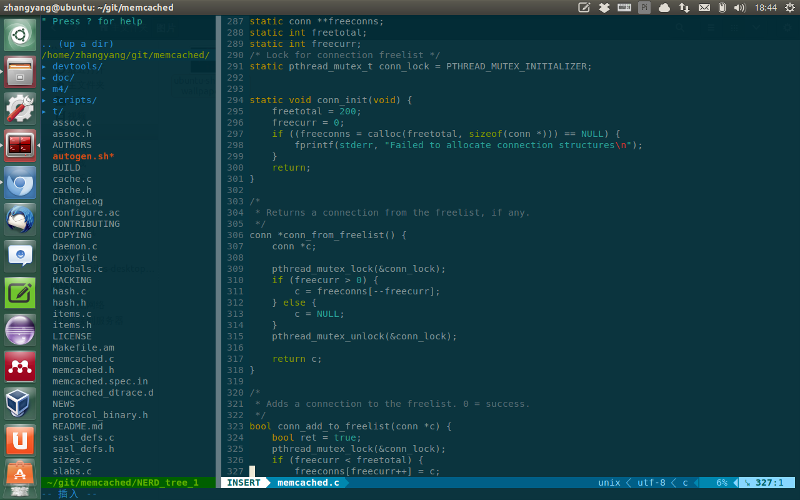 zhangyang@ubuntu: ~/git/memcached
Pi
18:44
" Press ? for help
.. (up a dir)
/home/zhangyang/git/memcached/
▸ devtools/
▸ doc/
▸ m4/
▸ scripts/
▸ t/
assoc.c
assoc.h
AUTHORS
autogen.sh*
BUILD
cache.c
cache.h
ChangeLog
configure.ac
CONTRIBUTING
COPYING
daemon.c
Doxyfile
globals.c
HACKING
hash.c
hash.h
items.c
items.h
LICENSE
Makefile.am
memcached.c
memcached.h
memcached.spec.in
memcached_dtrace.d
NEWS
protocol_binary.h
README.md
sasl_defs.c
sasl_defs.h
sizes.c
slabs.c
~/git/memcached/NERD_tree_1
287 static conn **freeconns;
288 static int freetotal;
289 static int freecurr;
290 /* Lock for connection freelist */
291 static pthread_mutex_t conn_lock = PTHREAD_MUTEX_INITIALIZER;
292
293
294 static void conn_init(void) {
295     freetotal = 200;
296     freecurr = 0;
297     if ((freeconns = calloc(freetotal, sizeof(conn *))) == NULL) {
298         fprintf(stderr, "Failed to allocate connection structures\n");
299     }
300     return;
301 }
302
303 /*
304  * Returns a connection from the freelist, if any.
305  */
306 conn *conn_from_freelist() {
307     conn *c;
308
309     pthread_mutex_lock(&conn_lock);
310     if (freecurr > 0) {
311         c = freeconns[--freecurr];
312     } else {
313         c = NULL;
314     }
315     pthread_mutex_unlock(&conn_lock);
316
317     return c;
318 }
319
320 /*
321  * Adds a connection to the freelist. 0 = success.
322  */
323 bool conn_add_to_freelist(conn *c) {
324     bool ret = true;
325     pthread_mutex_lock(&conn_lock);
326     if (freecurr < freetotal) {
327         freeconns[freecurr++] = c;
INSERT memcached.c unix utf-8 c 6% 327:1
-- 插入 --